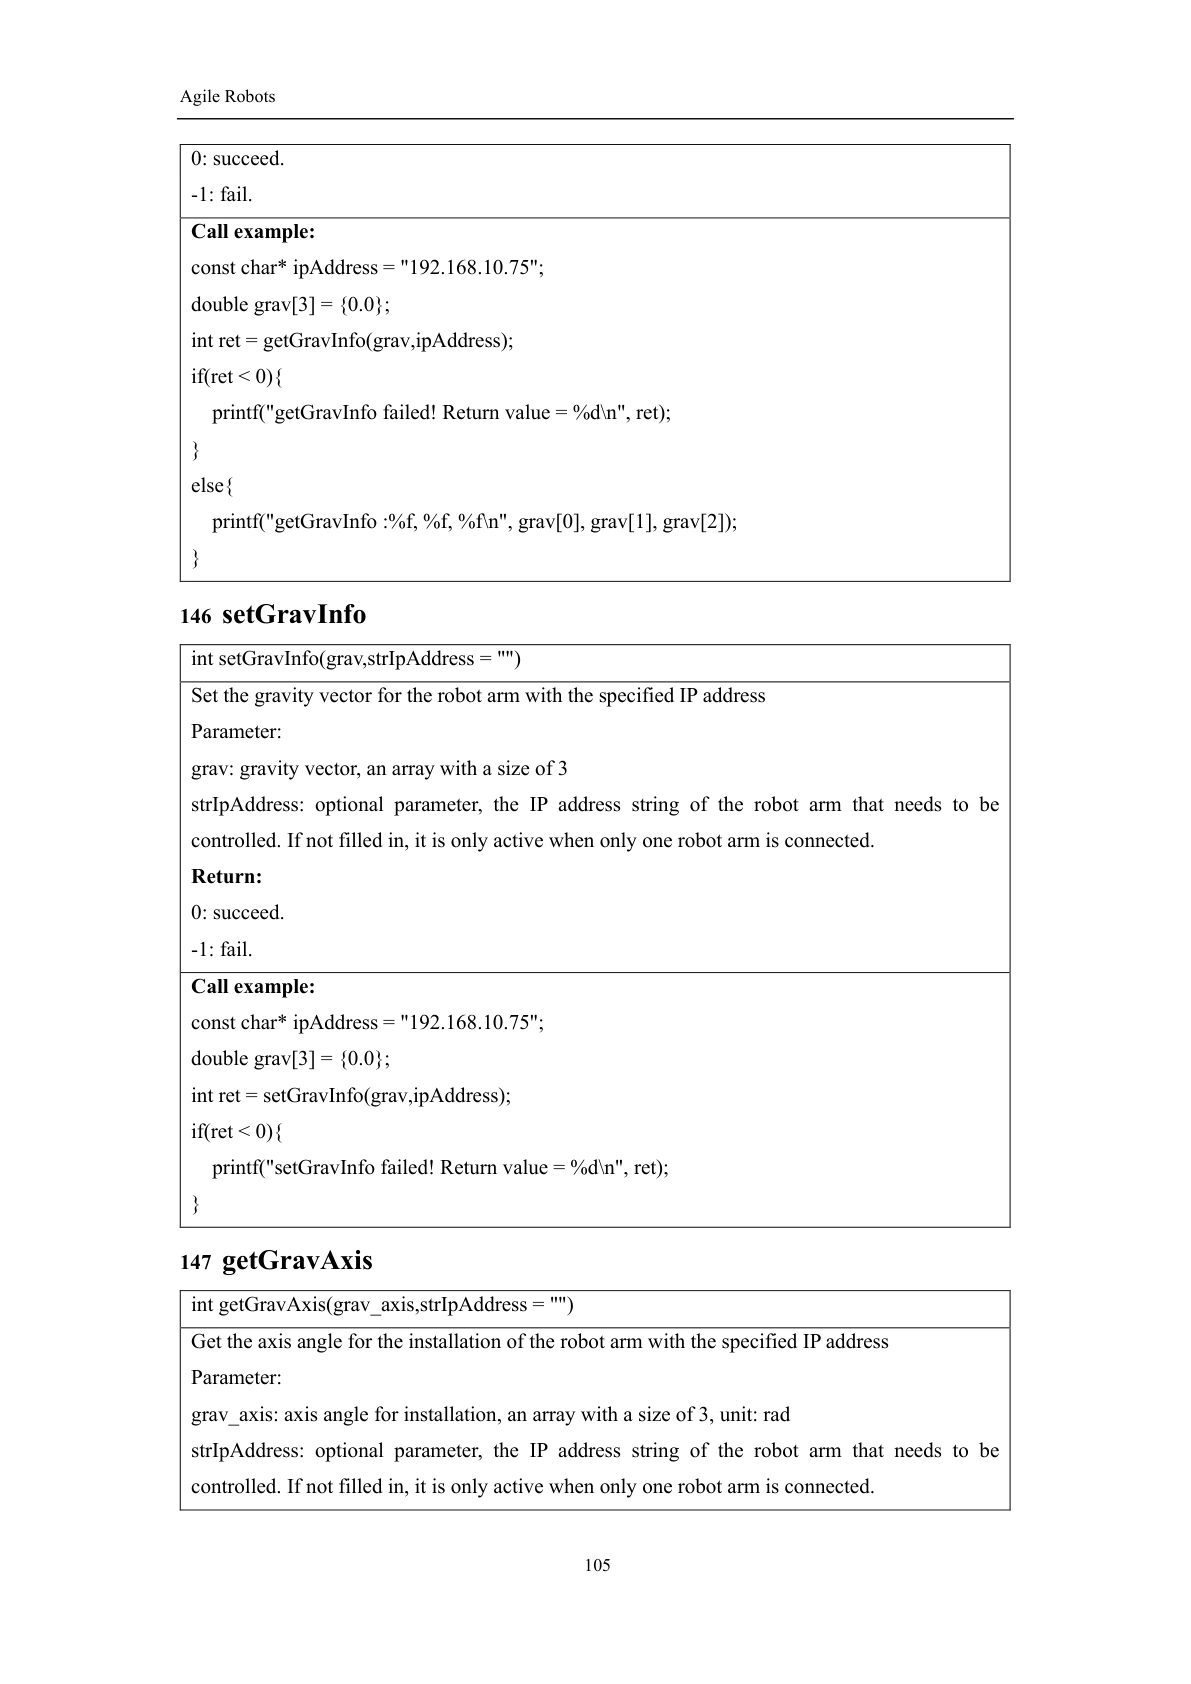 Agile Robots
0: succeed.
-1: fail.
Call example:
const char* ipAddress = "192.168.10.75";
double grav[3] = {0.0};
int ret = getGravInfo(grav,ipAddress);
if(ret < 0){
printf("getGravInfo failed! Return value = %d\n", ret);
}
else{
printf("getGravInfo :%f, %f, %f\n", grav[0], grav[1], grav[2]);
}
146 setGravInfo
int setGravInfo(grav,strIpAddress = "")
Set the gravity vector for the robot arm with the specified IP address
Parameter:
grav: gravity vector, an array with a size of 3
strIpAddress: optional parameter, the IP address string of the robot arm that needs to be
controlled. If not filled in, it is only active when only one robot arm is connected.
Return:
0: succeed.
-1: fail.
Call example:
const char* ipAddress = "192.168.10.75";
double grav[3] = {0.0};
int ret = setGravInfo(grav,ipAddress);
if(ret < 0){
printf("setGravInfo failed! Return value = %d\n", ret);
}
147 getGravAxis
int getGravAxis(grav_axis,strIpAddress = "")
Get the axis angle for the installation of the robot arm with the specified IP address
Parameter:
grav_axis: axis angle for installation, an array with a size of 3, unit: rad
strIpAddress: optional parameter, the IP address string of the robot arm that needs to be
controlled. If not filled in, it is only active when only one robot arm is connected.
105